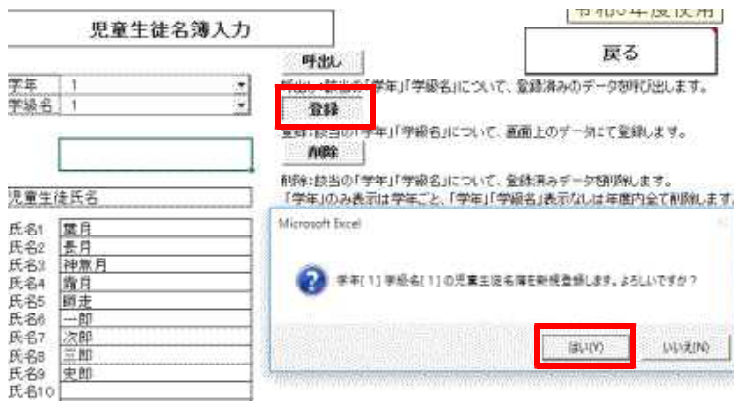 令和5年度使用
児童生徒名簿入力
戻る
呼出し
学年 1
呼出し:該当の「学年」「学級名」について、登録済みのデータを呼び出します。
学級名 1
登録
登録:該当の「学年」「学級名」について、画面上のデータにて登録します。
削除
削除:該当の「学年」「学級名」について、登録済みデータを削除します。
「学年」のみ表示は学年ごと、「学年」「学級名」表示なしは年度内全て削除します。
児童生徒氏名
氏名1 葉月
氏名2 長月
氏名3 神無月
氏名4 霜月
氏名5 師走
氏名6 一郎
氏名7 次郎
氏名8 三郎
氏名9 史郎
氏名10
Microsoft Excel
学年[1]学級名[1]の児童生徒名簿を新規登録します。よろしいですか?
はい(Y)
いいえ(N)